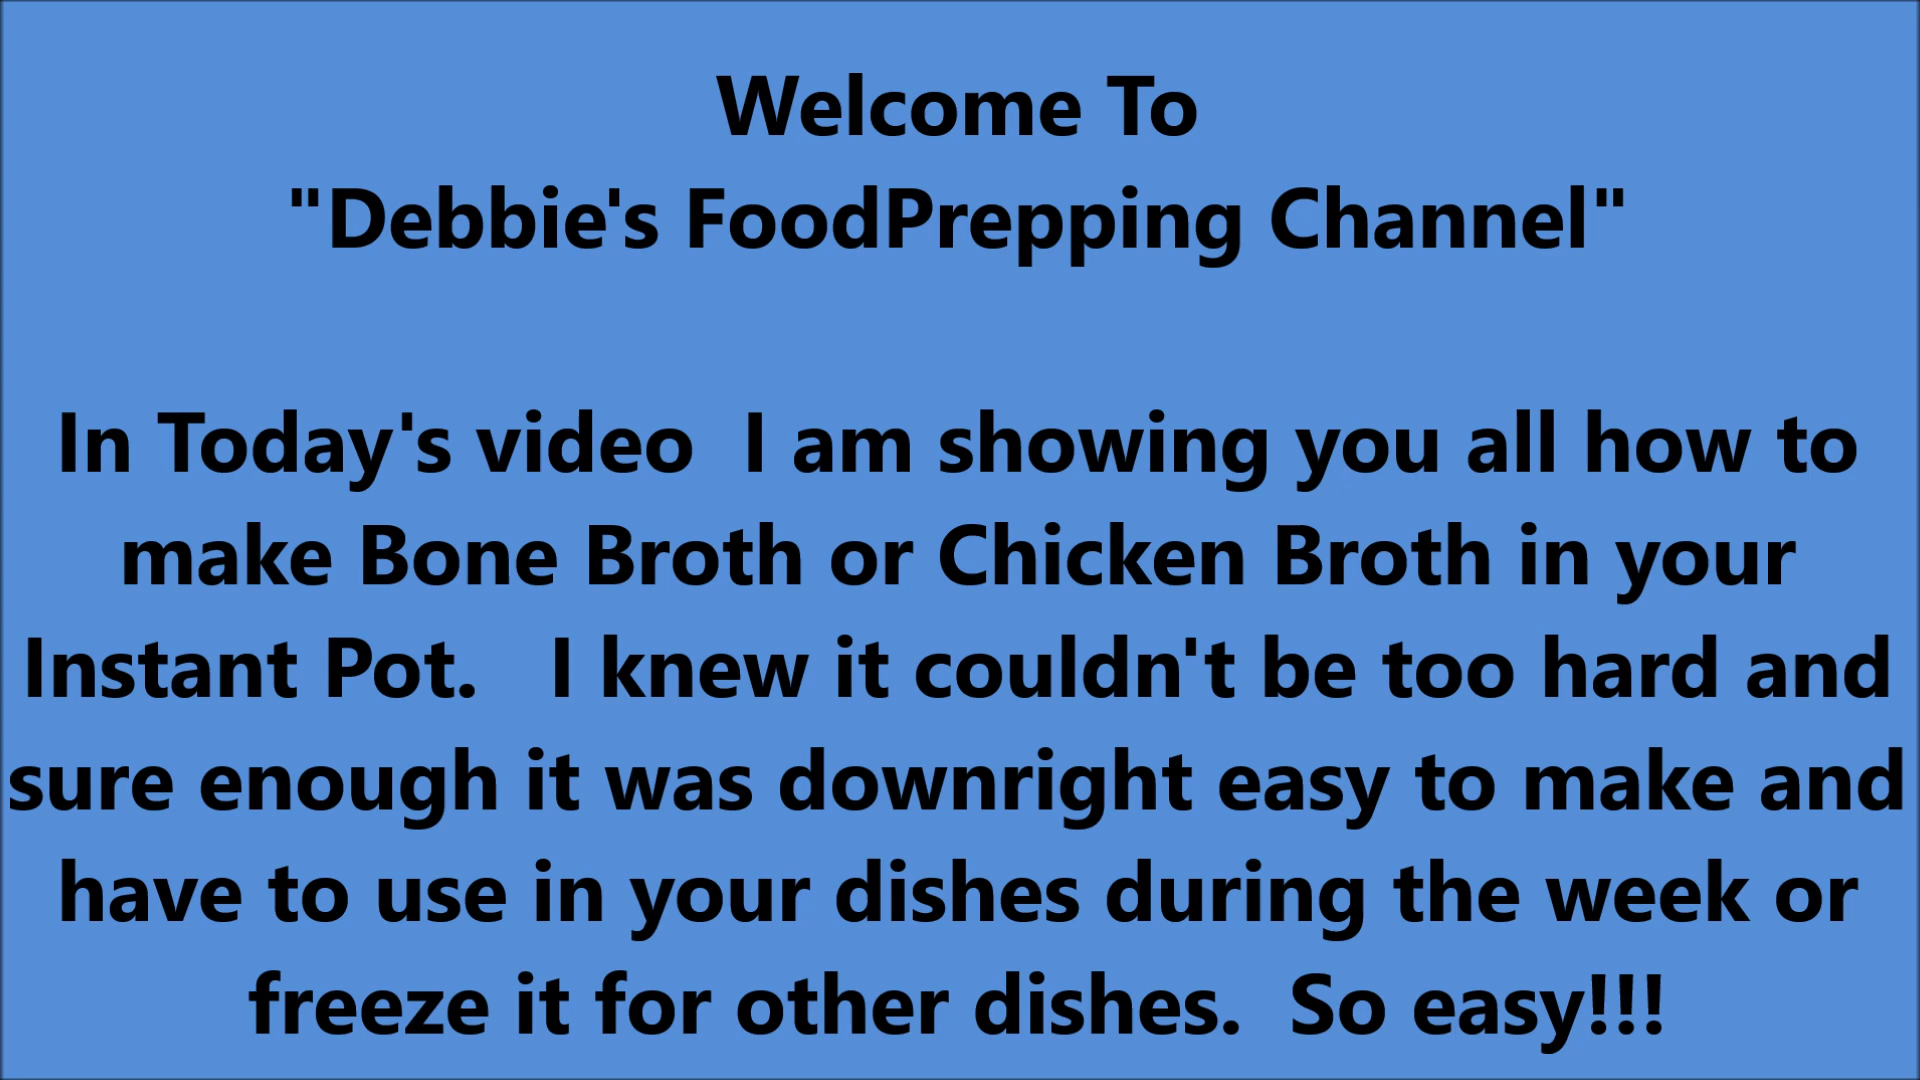 Welcome To
"Debbie's FoodPrepping Channel"
In Today's video  I am showing you all how to
make Bone Broth or Chicken Broth in your
Instant Pot.   I knew it couldn't be too hard and
sure enough it was downright easy to make and
have to use in your dishes during the week or
freeze it for other dishes.  So easy!!!